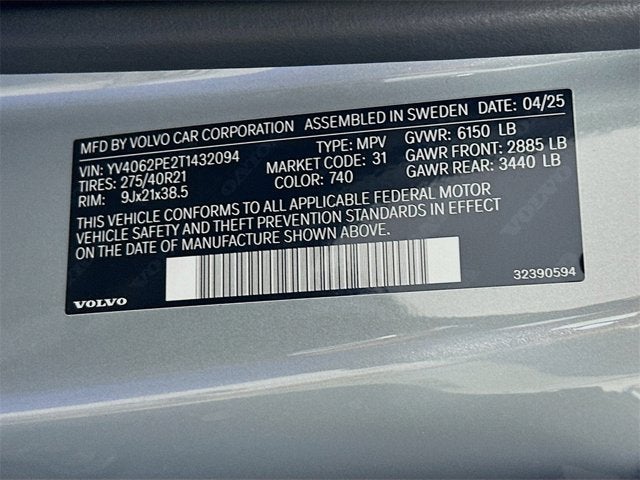 MFD BY VOLVO CAR CORPORATION ASSEMBLED IN SWEDEN DATE: 04/25
VIN: YV4062PE2T1432094 TYPE: MPV GVWR: 6150 LB
TIRES: 275/40R21 MARKET CODE: 31 GAWR FRONT: 2885 LB
RIM: 9Jx21x38.5 COLOR: 740 GAWR REAR: 3440 LB
THIS VEHICLE CONFORMS TO ALL APPLICABLE FEDERAL MOTOR
VEHICLE SAFETY AND THEFT PREVENTION STANDARDS IN EFFECT
ON THE DATE OF MANUFACTURE SHOWN ABOVE.
VOLVO 32390594